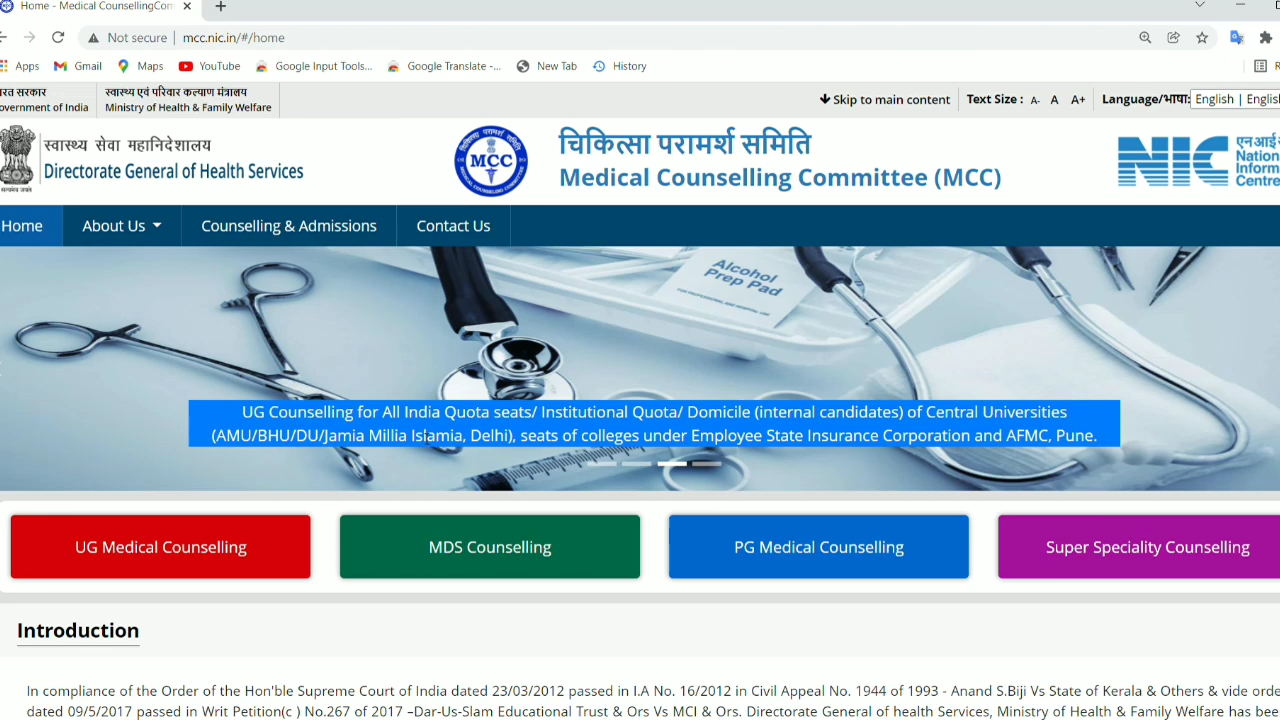 Home - Medical CounsellingCom
Not secure | mcc.nic.in/#/home
Apps Gmail Maps YouTube Google Input Tools... Google Translate -... New Tab History
रत सरकार
overnment of India
स्वास्थ्य एवं परिवार कल्याण मंत्रालय
Ministry of Health & Family Welfare
Skip to main content
Text Size : A- A A+
Language/भाषा:
English | English
स्वास्थ्य सेवा महानिदेशालय
Directorate General of Health Services
MCC
चिकित्सा परामर्श समिति
Medical Counselling Committee (MCC)
NIC
एनआई
Nation
Inform
Centre
Home About Us Counselling & Admissions Contact Us
Alcohol
Prep Pad
UG Counselling for All India Quota seats/ Institutional Quota/ Domicile (internal candidates) of Central Universities
(AMU/BHU/DU/Jamia Millia Islamia, Delhi), seats of colleges under Employee State Insurance Corporation and AFMC, Pune.
UG Medical Counselling
MDS Counselling
PG Medical Counselling
Super Speciality Counselling
Introduction
In compliance of the Order of the Hon'ble Supreme Court of India dated 23/03/2012 passed in I.A No. 16/2012 in Civil Appeal No. 1944 of 1993 - Anand S.Biji Vs State of Kerala & Others & vide orde
dated 09/5/2017 passed in Writ Petition(c ) No.267 of 2017 –Dar-Us-Slam Educational Trust & Ors Vs MCI & Ors. Directorate General of health Services, Ministry of Health & Family Welfare has bee